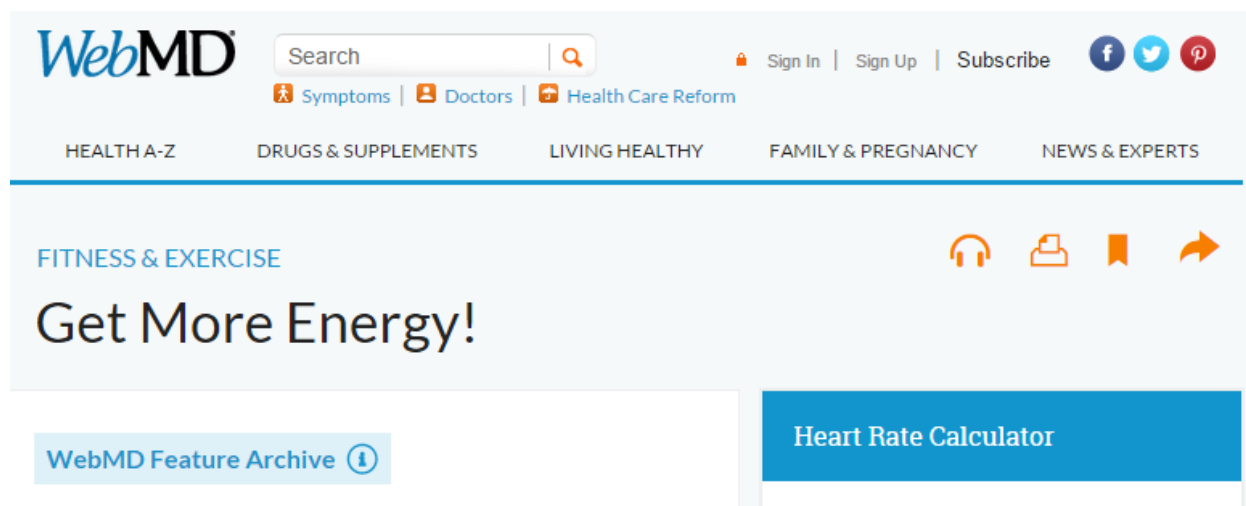 WebMD
Search
Sign In | Sign Up | Subscribe
Symptoms | Doctors | Health Care Reform
HEALTH A-Z DRUGS & SUPPLEMENTS LIVING HEALTHY FAMILY & PREGNANCY NEWS & EXPERTS
FITNESS & EXERCISE
Get More Energy!
WebMD Feature Archive
Heart Rate Calculator